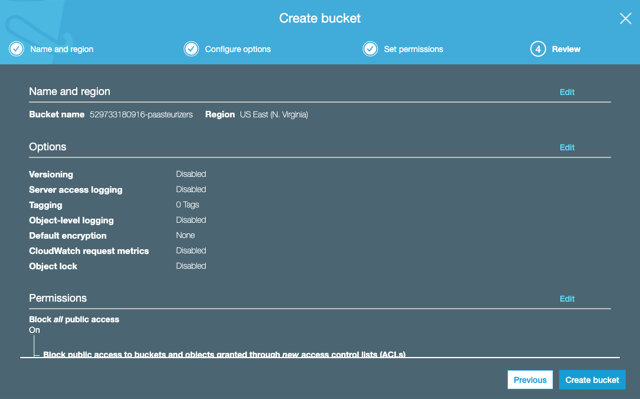 Create bucket
Name and region
Configure options
Set permissions
4 Review
Name and region Edit
Bucket name 529733180916-paasteurizers Region US East (N. Virginia)
Options Edit
Versioning Disabled
Server access logging Disabled
Tagging 0 Tags
Object-level logging Disabled
Default encryption None
CloudWatch request metrics Disabled
Object lock Disabled
Permissions Edit
Block all public access
On
Block public access to buckets and objects granted through new access control lists (ACLs)
Previous Create bucket